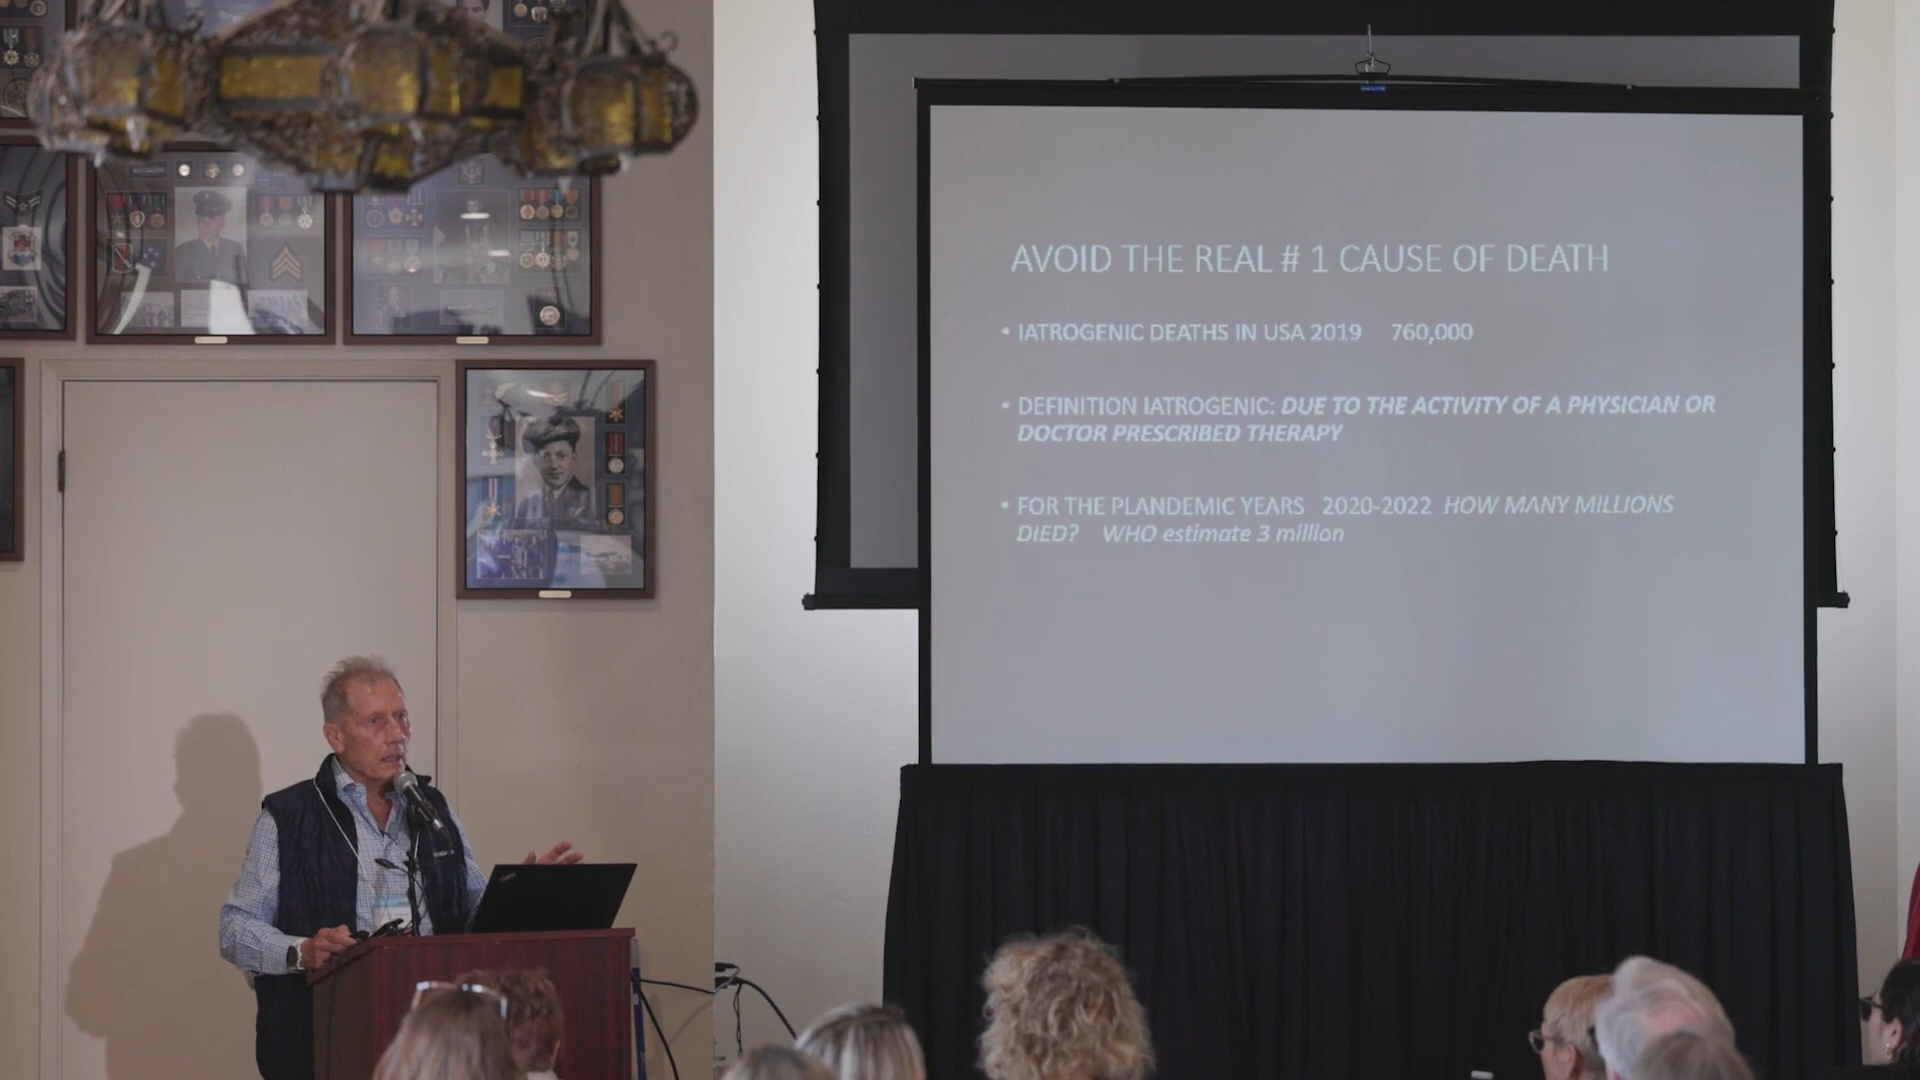 AVOID THE REAL # 1 CAUSE OF DEATH
• IATROGENIC DEATHS IN USA 2019 760,000
• DEFINITION IATROGENIC: DUE TO THE ACTIVITY OF A PHYSICIAN OR
DOCTOR PRESCRIBED THERAPY
• FOR THE PLANDEMIC YEARS 2020-2022 HOW MANY MILLIONS
DIED? WHO estimate 3 million